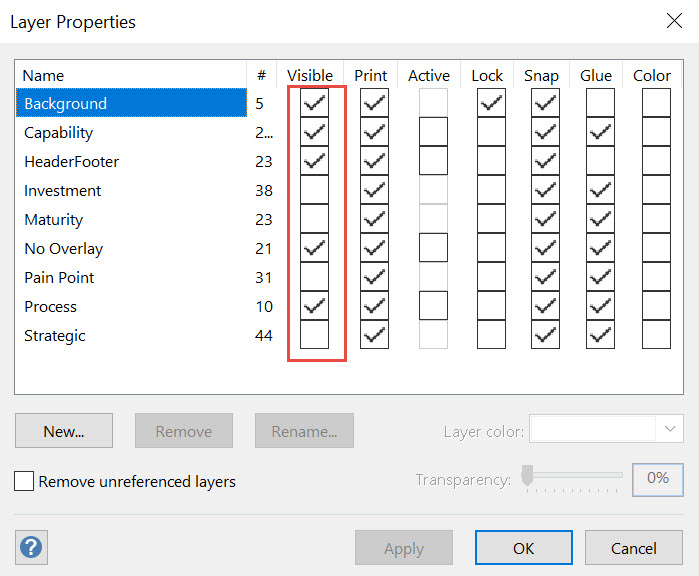 Layer Properties
Name # Visible Print Active Lock Snap Glue Color
Background 5
Capability 2...
HeaderFooter 23
Investment 38
Maturity 23
No Overlay 21
Pain Point 31
Process 10
Strategic 44
New... Remove Rename... Layer color:
Remove unreferenced layers Transparency: 0%
? Apply OK Cancel